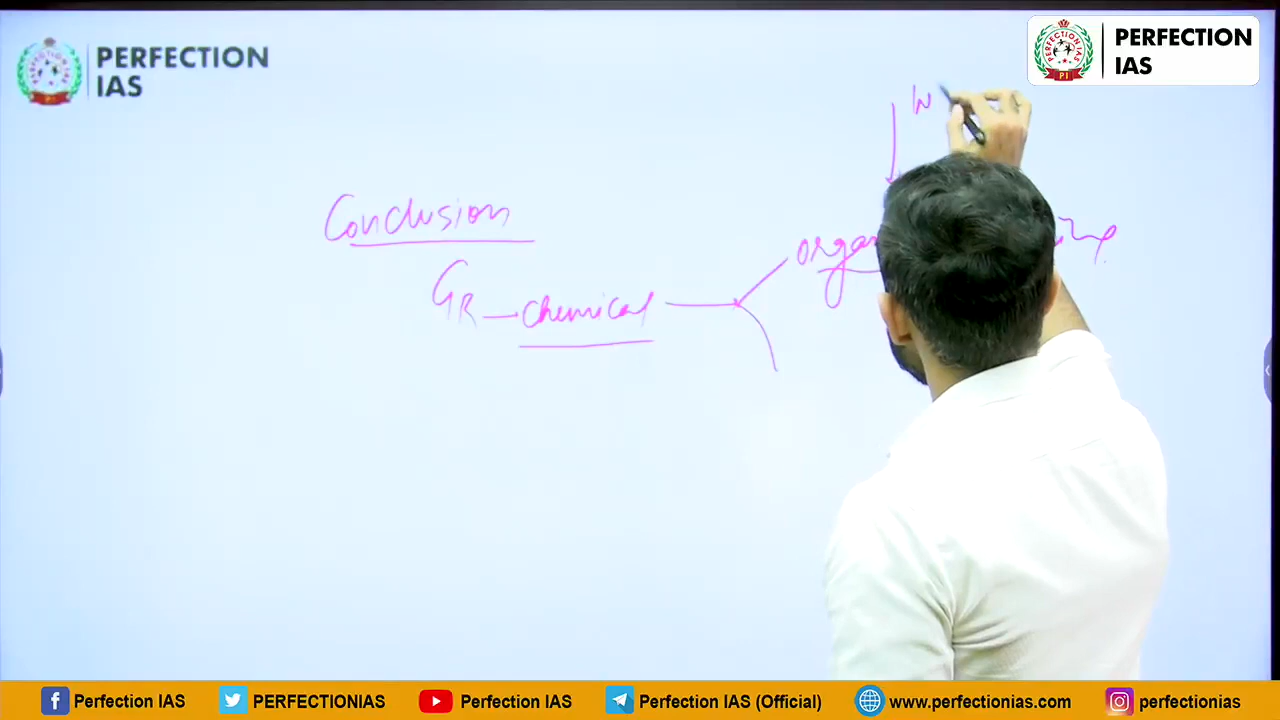 PERFECTION
IAS
PERFECTION
IAS
Conclusion
GR — chemical
Perfection IAS
PERFECTIONIAS
Perfection IAS
Perfection IAS (Official)
www.perfectionias.com
perfectionias